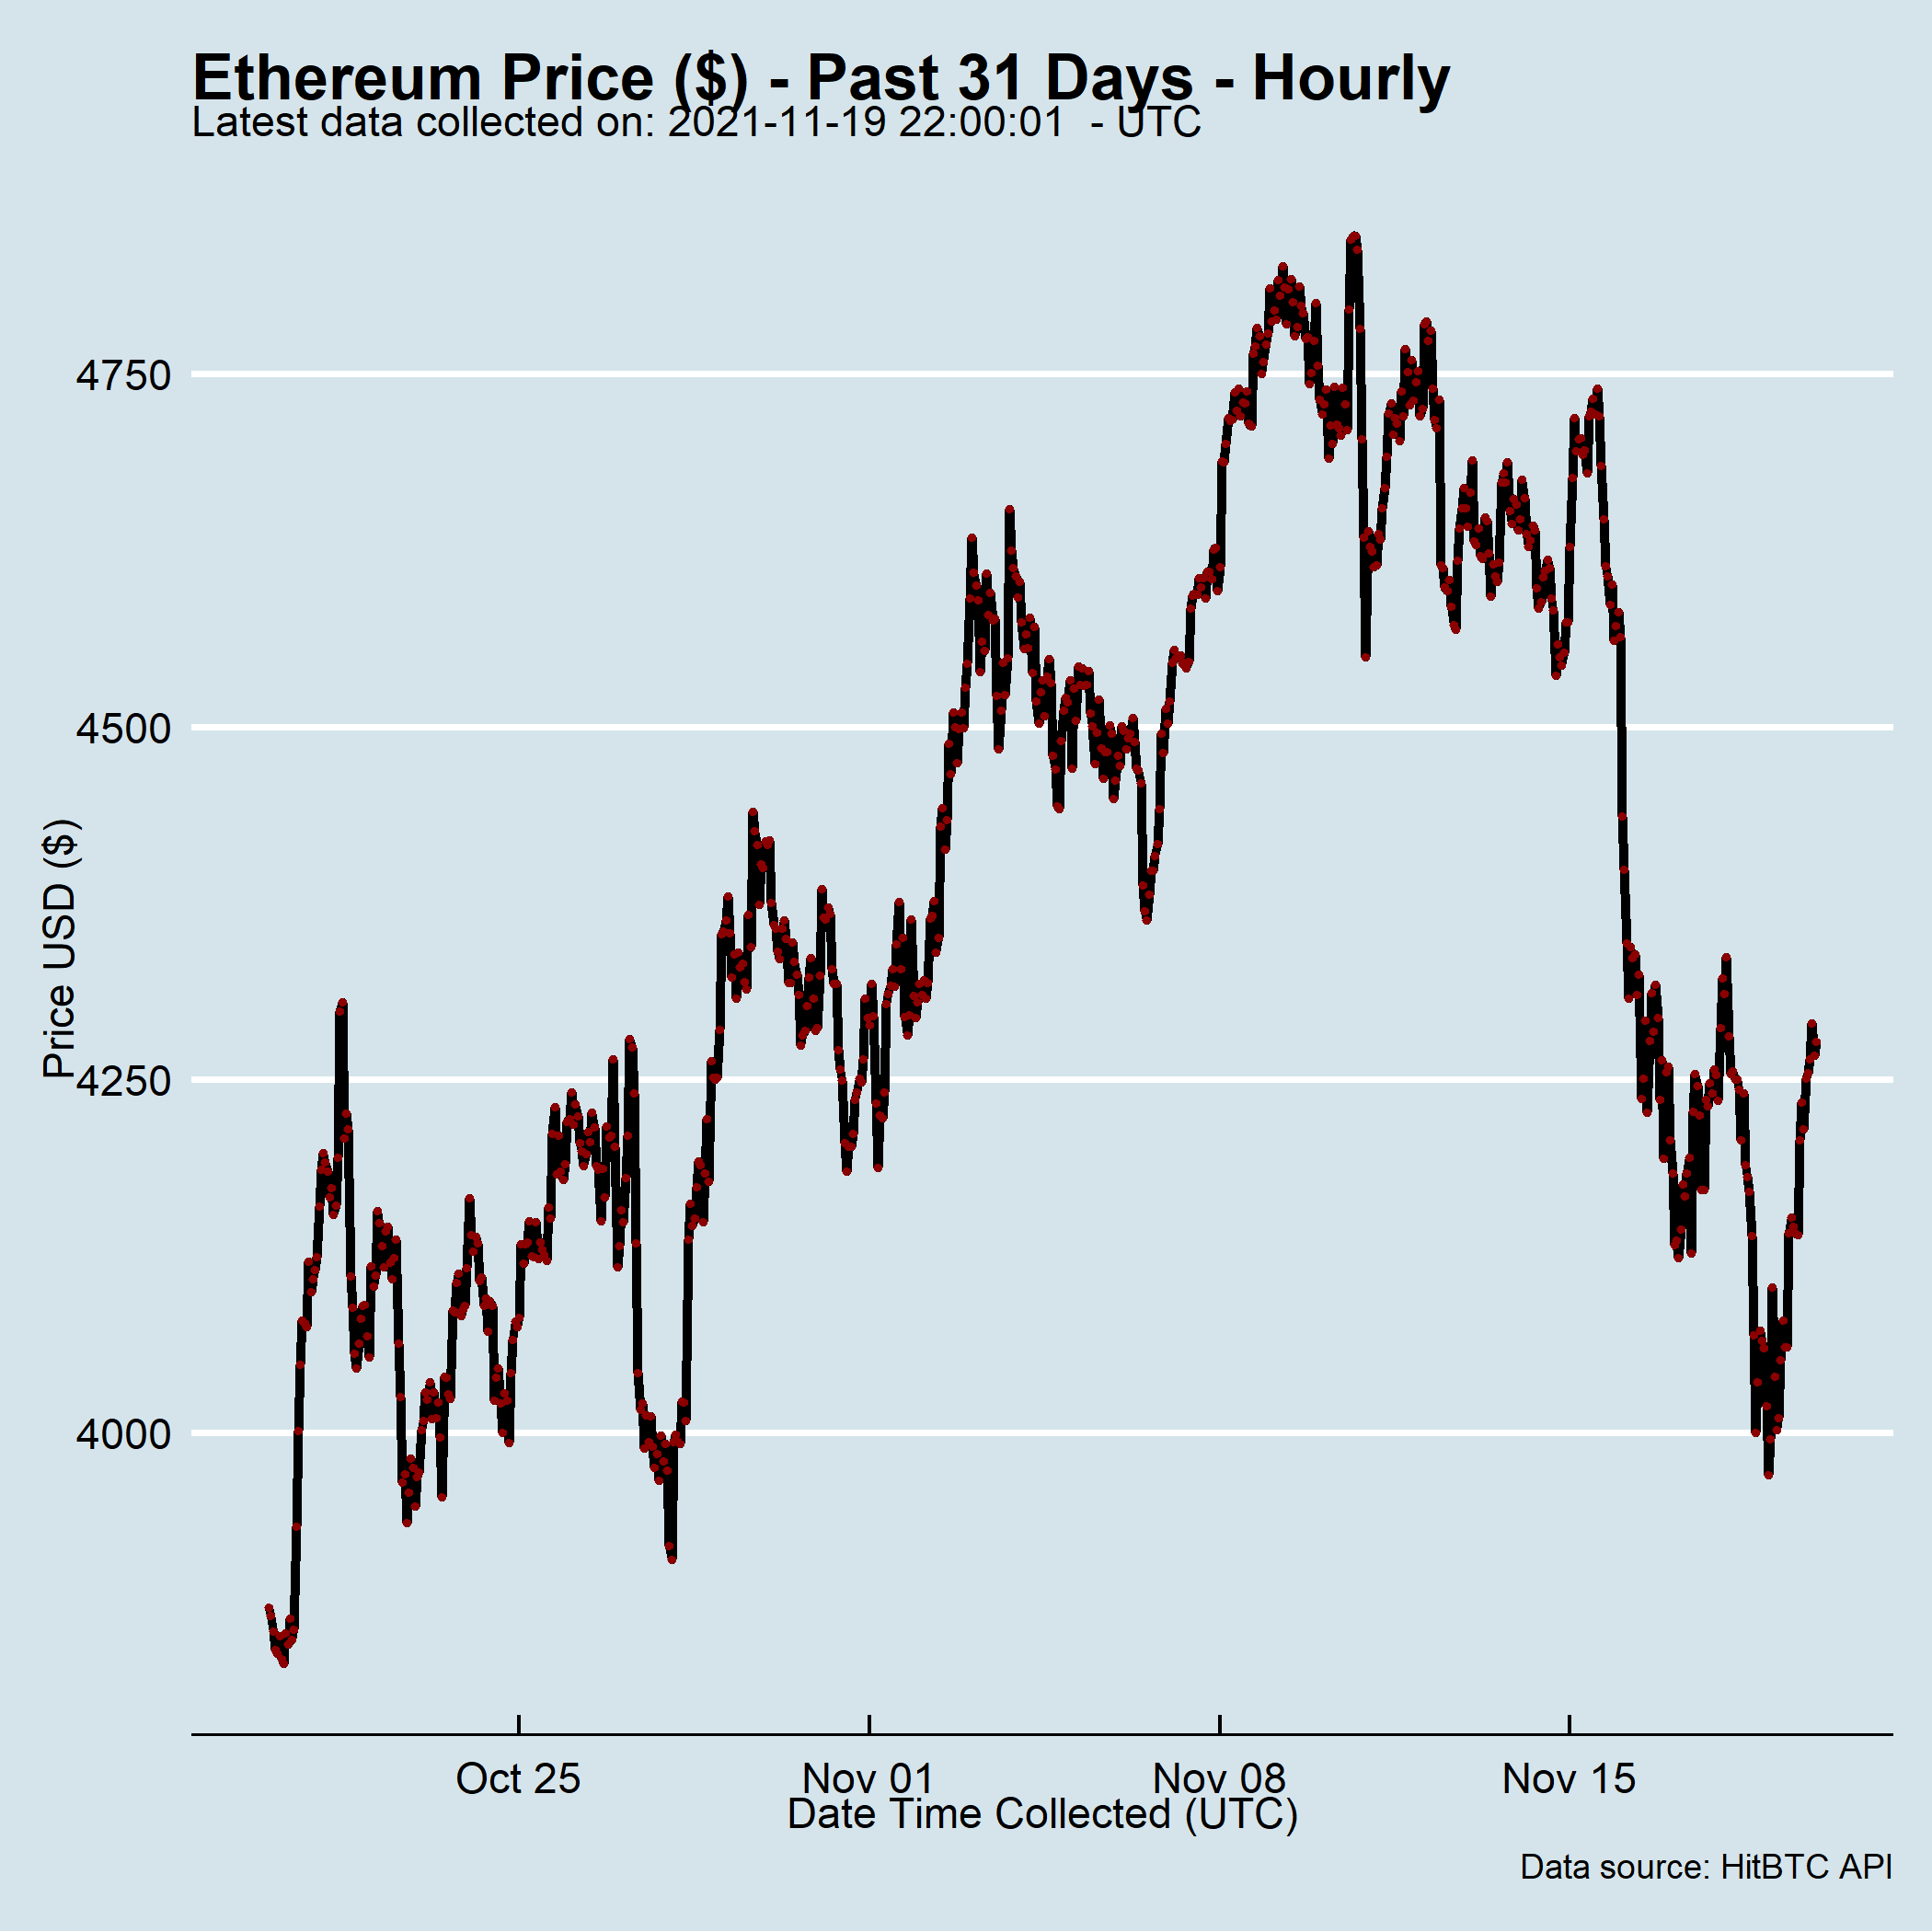 Ethereum Price ($) - Past 31 Days - Hourly
Latest data collected on: 2021-11-19 22:00:01  - UTC
Price USD ($)
4750
4500
4250
4000
Oct 25 Nov 01 Nov 08 Nov 15
Date Time Collected (UTC)
Data source: HitBTC API